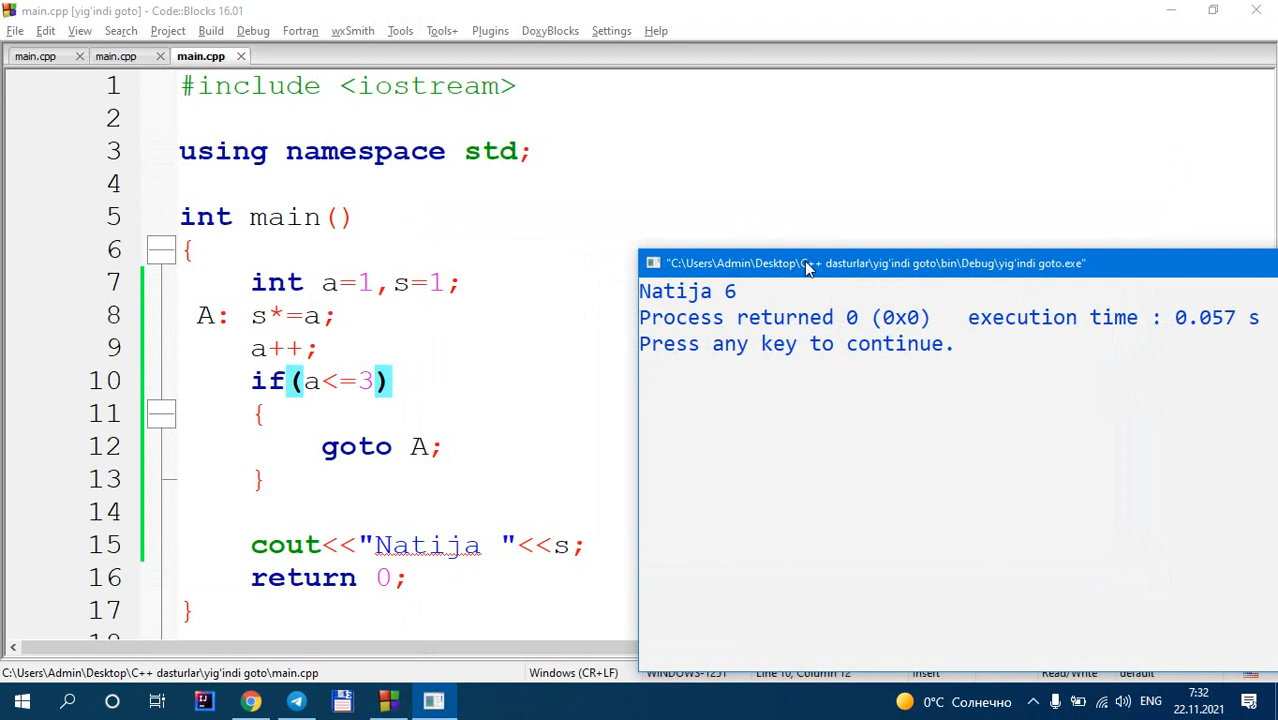 main.cpp [yig'indi goto] - Code::Blocks 16.01
File Edit View Search Project Build Debug Fortran wxSmith Tools Tools+ Plugins DoxyBlocks Settings Help
main.cpp main.cpp main.cpp
1 #include <iostream>
2
3 using namespace std;
4
5 int main()
6 {
7 int a=1,s=1;
8 A: s*=a;
9 a++;
10 if(a<=3)
11 {
12 goto A;
13 }
14
15 cout<<"Natija "<<s;
16 return 0;
17 }
"C:\Users\Admin\Desktop\C++ dasturlar\yig'indi goto\bin\Debug\yig'indi goto.exe"
Natija 6
Process returned 0 (0x0) execution time : 0.057 s
Press any key to continue.
C:\Users\Admin\Desktop\C++ dasturlar\yig'indi goto\main.cpp Windows (CR+LF) WINDOWS-1251 Line 10, Column 12 Insert Read/Write
0°C Солнечно ENG 7:32
22.11.2021